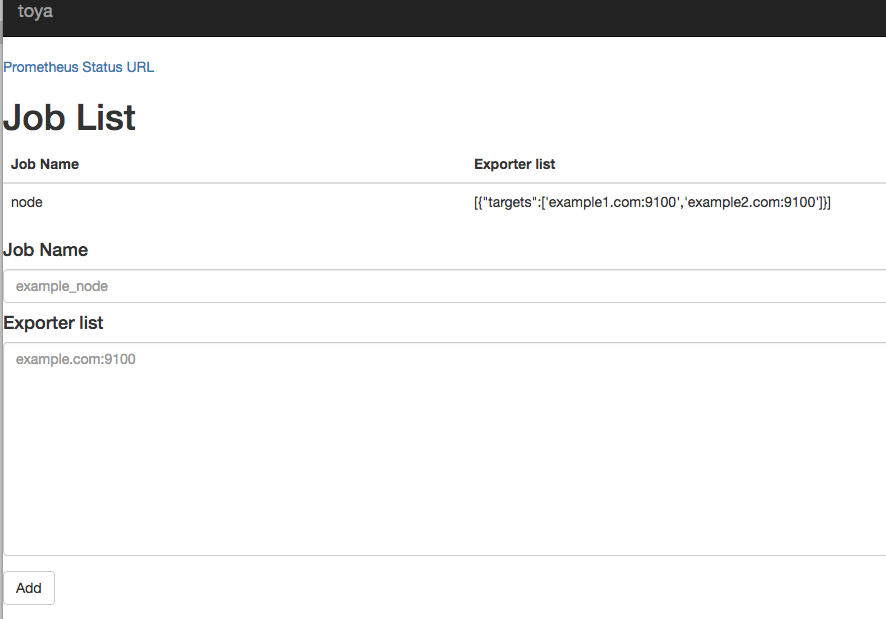 toya
Prometheus Status URL
Job List
Job Name Exporter list
node [{"targets":['example1.com:9100','example2.com:9100']}]
Job Name
example_node
Exporter list
example.com:9100
Add